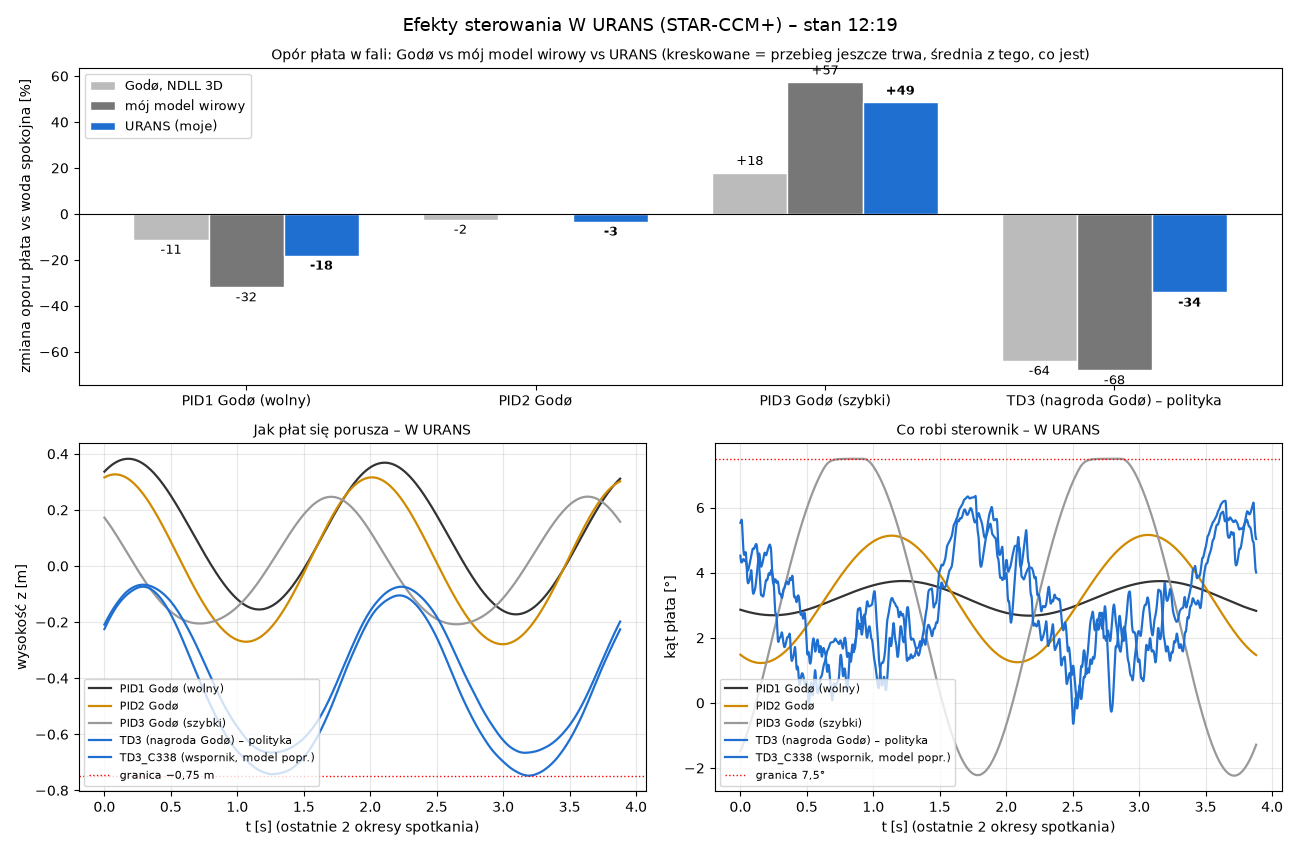 Efekty sterowania W URANS (STAR-CCM+) – stan 12:19
Opór płata w fali: Godø vs mój model wirowy vs URANS (kreskowane = przebieg jeszcze trwa, średnia z tego, co jest)
zmiana oporu płata vs woda spokojna [%]
60
40
20
0
−20
−40
−60
Godø, NDLL 3D
mój model wirowy
URANS (moje)
-11
-32
-18
-2
-3
+18
+57
+49
-64
-68
-34
PID1 Godø (wolny)
PID2 Godø
PID3 Godø (szybki)
TD3 (nagroda Godø) – polityka
Jak płat się porusza – W URANS
wysokość z [m]
0.4
0.2
0.0
−0.2
−0.4
−0.6
−0.8
PID1 Godø (wolny)
PID2 Godø
PID3 Godø (szybki)
TD3 (nagroda Godø) – polityka
TD3_C338 (wspornik, model popr.)
granica −0,75 m
0.0 0.5 1.0 1.5 2.0 2.5 3.0 3.5 4.0
t [s] (ostatnie 2 okresy spotkania)
Co robi sterownik – W URANS
kąt płata [°]
6
4
2
0
−2
PID1 Godø (wolny)
PID2 Godø
PID3 Godø (szybki)
TD3 (nagroda Godø) – polityka
TD3_C338 (wspornik, model popr.)
granica 7,5°
0.0 0.5 1.0 1.5 2.0 2.5 3.0 3.5 4.0
t [s] (ostatnie 2 okresy spotkania)